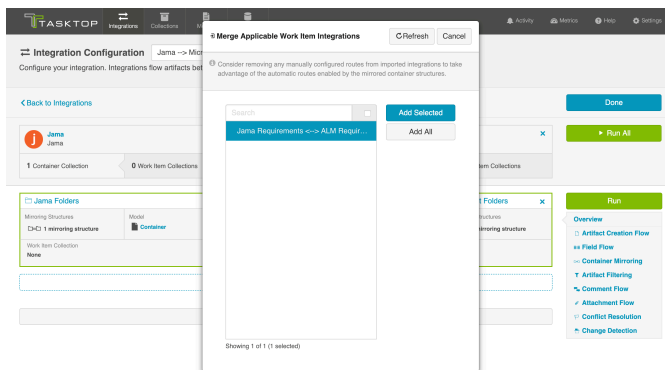 TASKTOP
Integrations
Collections
M
Activity
Metrics
Help
Settings
Integration Configuration
Jama --> Micr
Configure your integration. Integrations flow artifacts bet
Merge Applicable Work Item Integrations
Refresh
Cancel
Consider removing any manually configured routes from imported integrations to take
advantage of the automatic routes enabled by the mirrored container structures.
Search
Add Selected
Jama Requirements <--> ALM Requir...
Add All
Showing 1 of 1 (1 selected)
Back to Integrations
Done
Jama
Jama
Run All
1 Container Collection
0 Work Item Collections
tem Collections
Jama Folders
t Folders
Run
Mirroring Structures
Model
tructures
1 mirroring structure
Container
mirroring structure
Work Item Collection
None
Overview
Artifact Creation Flow
Field Flow
Container Mirroring
Artifact Filtering
Comment Flow
Attachment Flow
Conflict Resolution
Change Detection